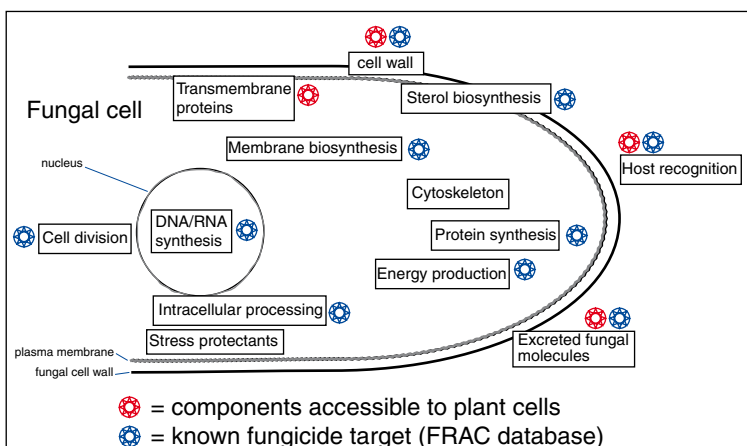 cell wall
Transmembrane
proteins
Sterol biosynthesis
Fungal cell
Membrane biosynthesis
nucleus
Host recognition
Cytoskeleton
DNA/RNA
synthesis
Cell division
Protein synthesis
Energy production
Intracellular processing
Stress protectants
Excreted fungal
molecules
plasma membrane
fungal cell wall
= components accessible to plant cells
= known fungicide target (FRAC database)